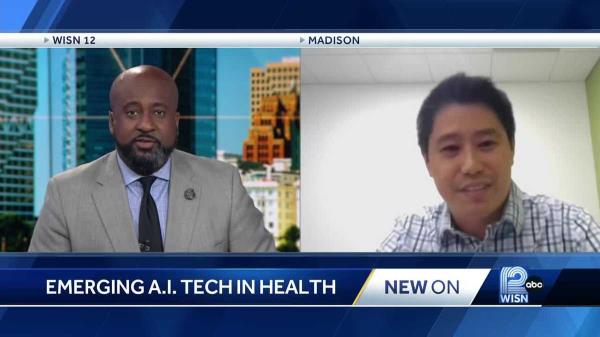 WISN 12
MADISON
EMERGING A.I. TECH IN HEALTH
NEW ON
12
abc
WISN